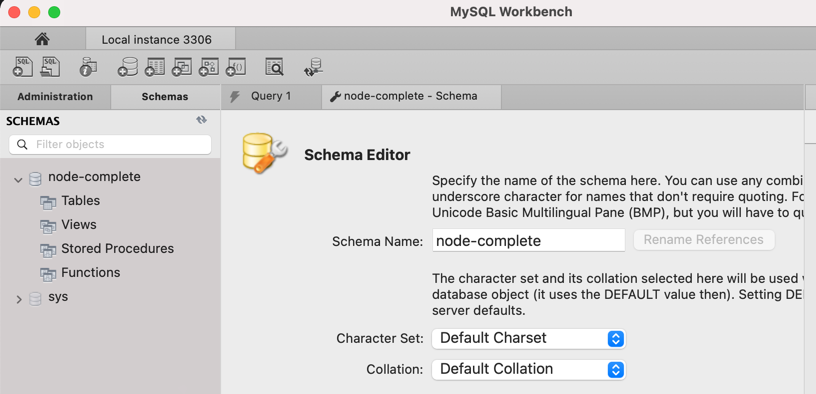 MySQL Workbench
Local instance 3306
SQL SQL
Administration Schemas Query 1 node-complete - Schema
SCHEMAS
Filter objects
node-complete
Tables
Views
Stored Procedures
Functions
sys
Schema Editor
Specify the name of the schema here. You can use any combi
underscore character for names that don't require quoting. Fo
Unicode Basic Multilingual Pane (BMP), but you will have to qu
Schema Name: node-complete Rename References
The character set and its collation selected here will be used
database object (it uses the DEFAULT value then). Setting DE
server defaults.
Character Set: Default Charset
Collation: Default Collation